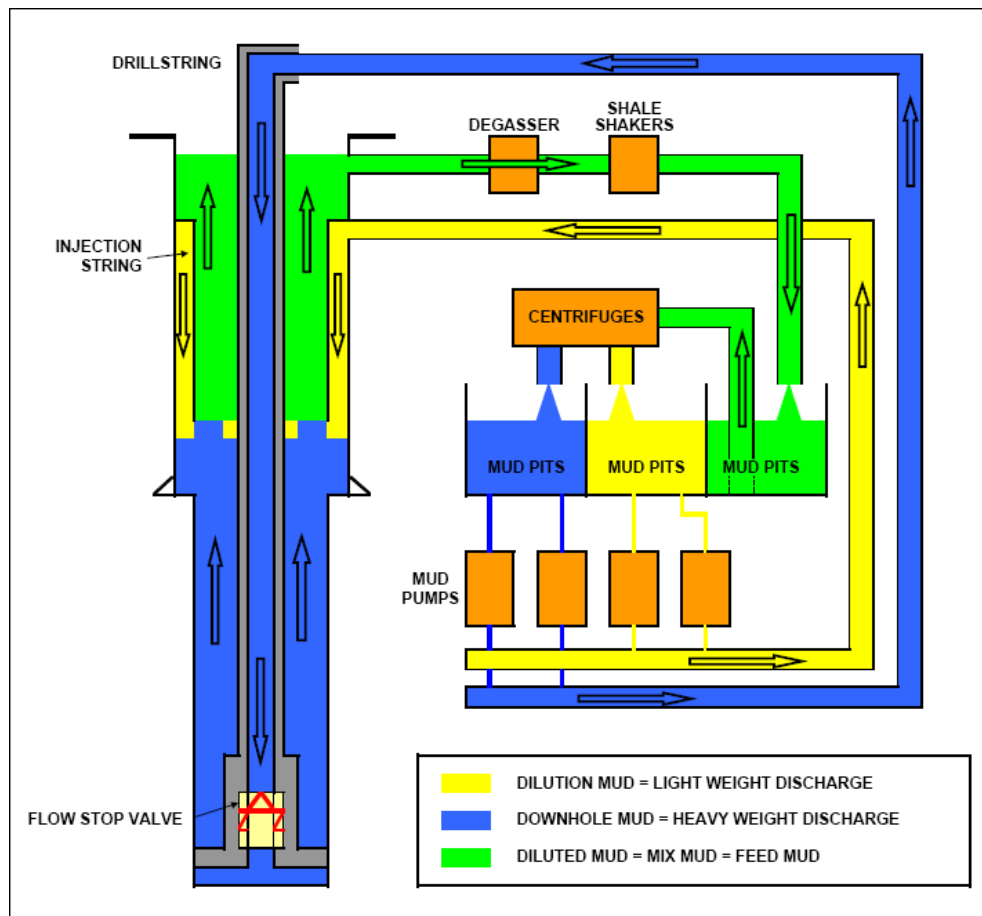 DRILLSTRING
DEGASSER
SHALE
SHAKERS
INJECTION
STRING
CENTRIFUGES
MUD PITS
MUD PITS
MUD PITS
MUD
PUMPS
FLOW STOP VALVE
DILUTION MUD = LIGHT WEIGHT DISCHARGE
DOWNHOLE MUD = HEAVY WEIGHT DISCHARGE
DILUTED MUD = MIX MUD = FEED MUD